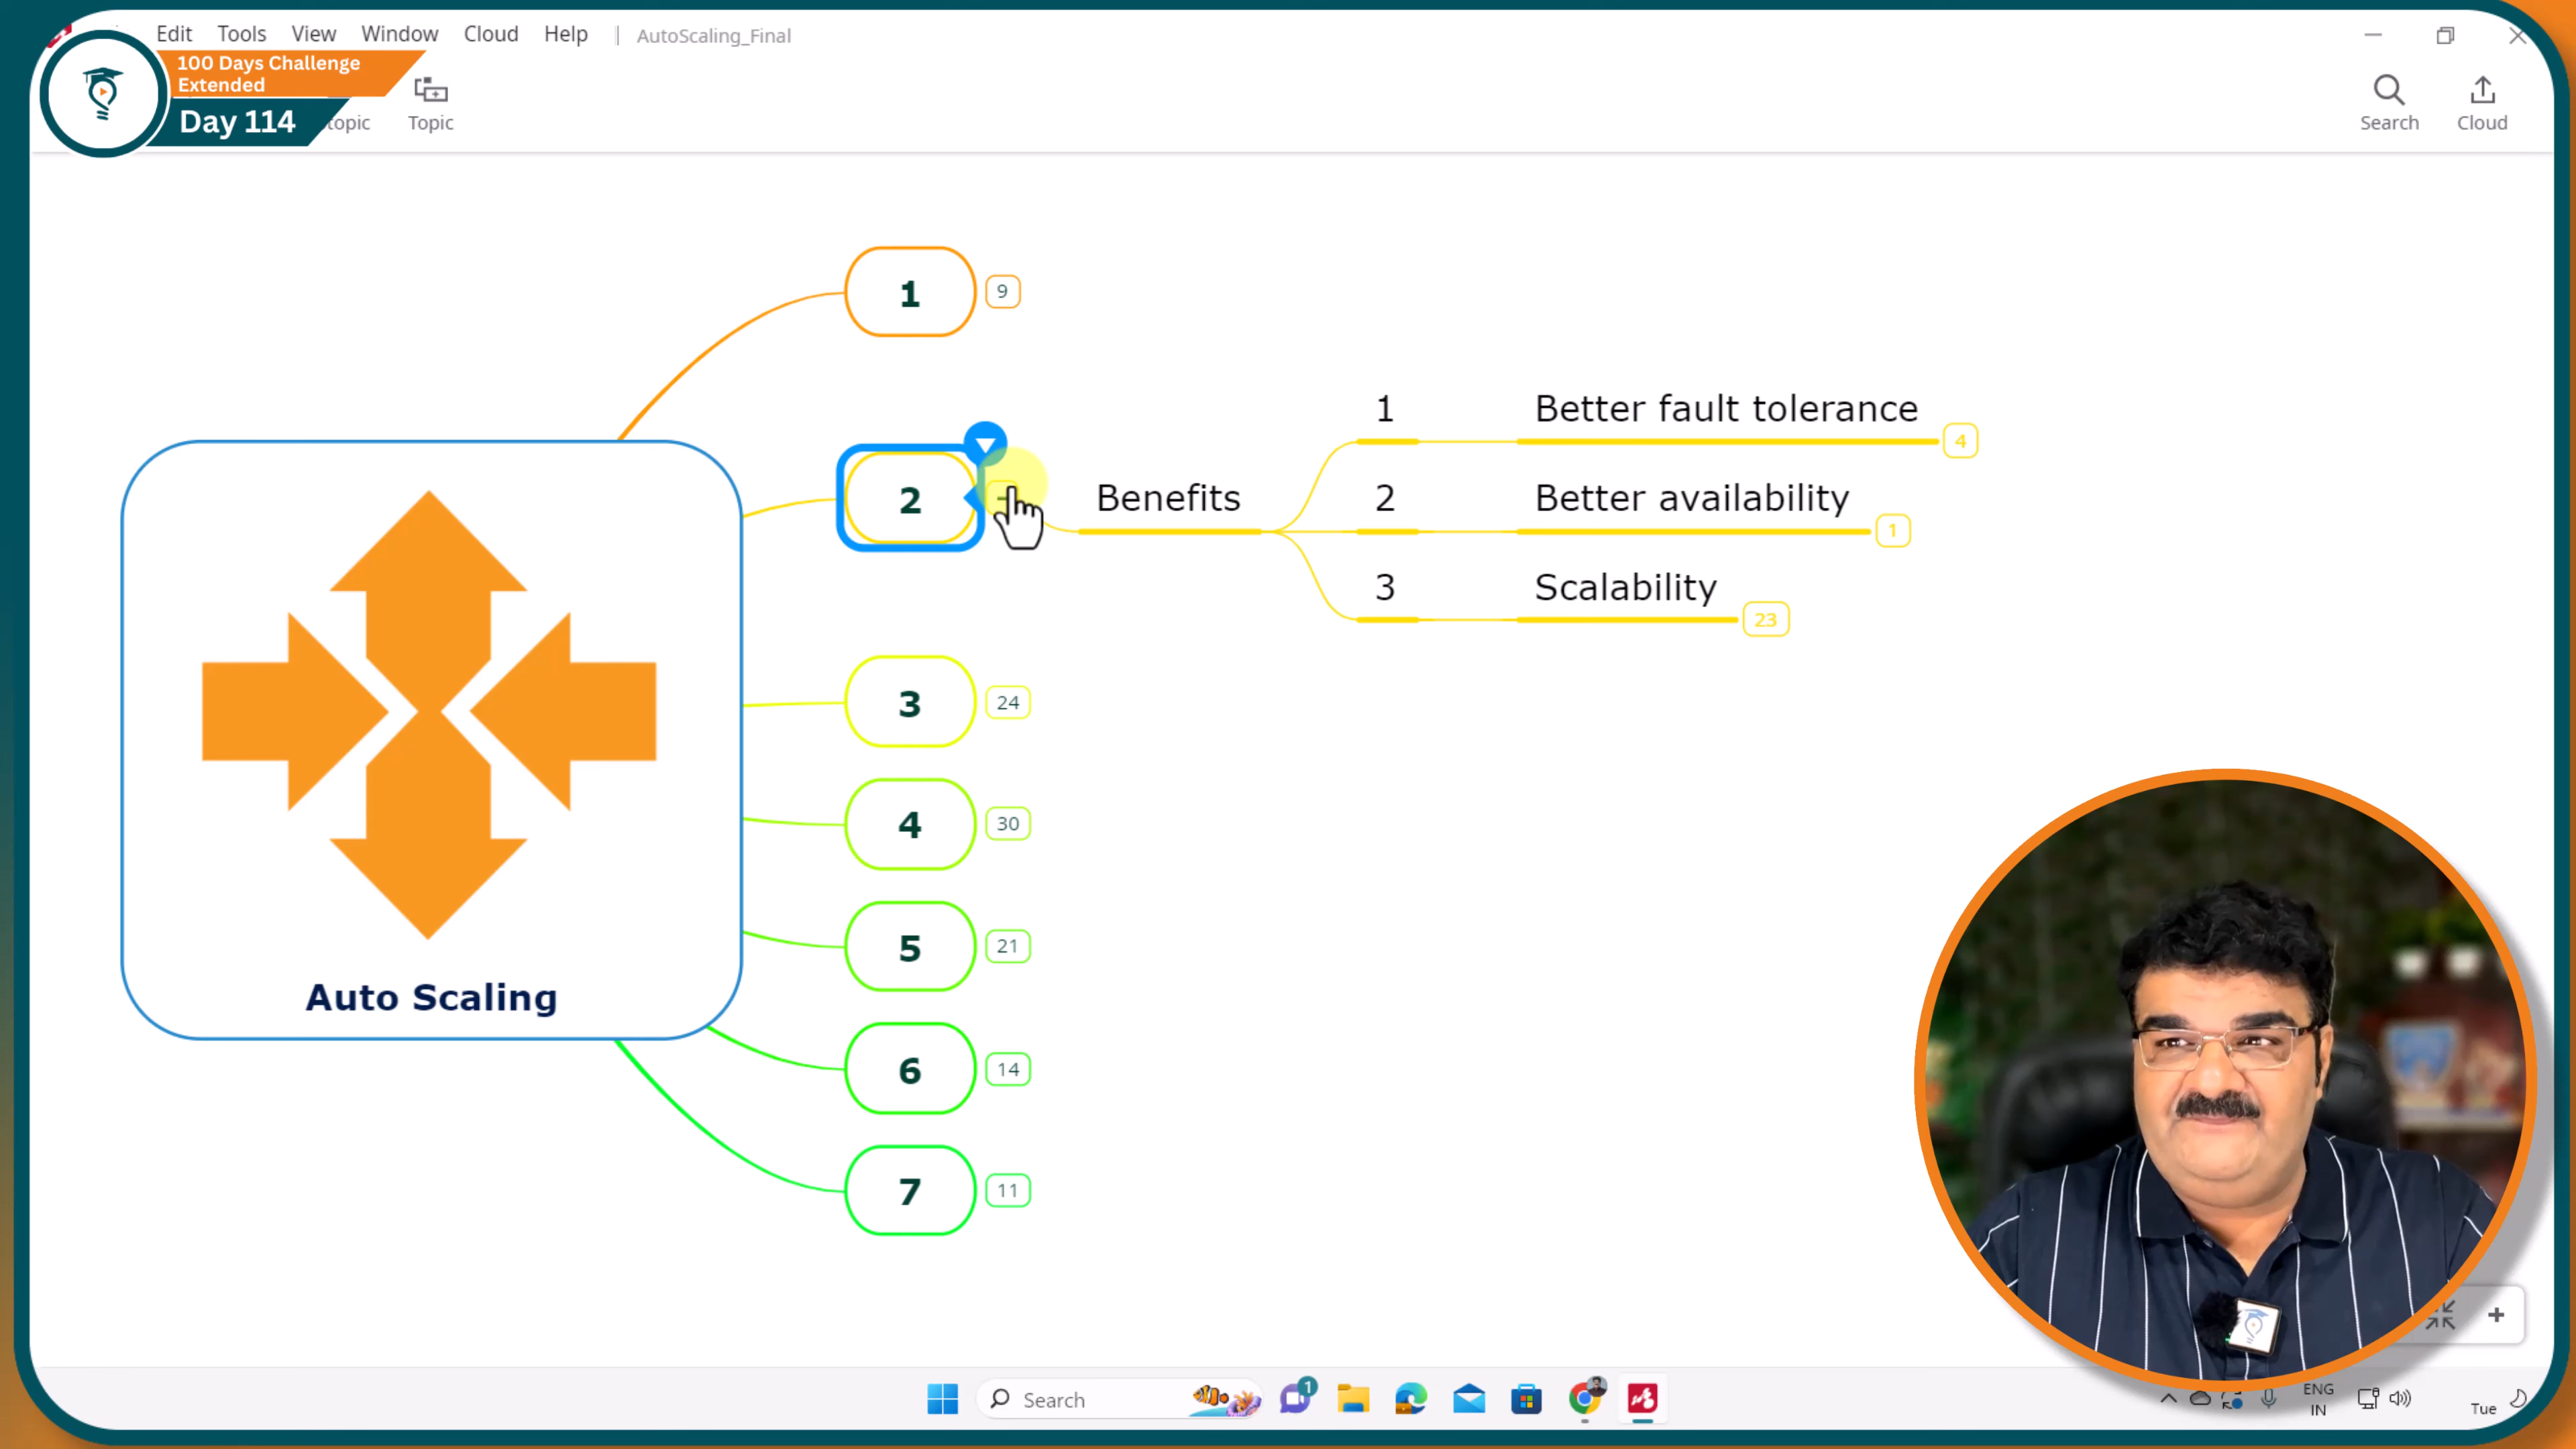 Edit Tools View Window Cloud Help | AutoScaling_Final
100 Days Challenge
Extended
Day 114
topic
Topic
Search
Cloud
1
9
2
Benefits
1
Better fault tolerance
4
2
Better availability
1
3
Scalability
23
3
24
4
30
5
21
6
14
7
11
Auto Scaling
Search
1
ENG
IN
Tue